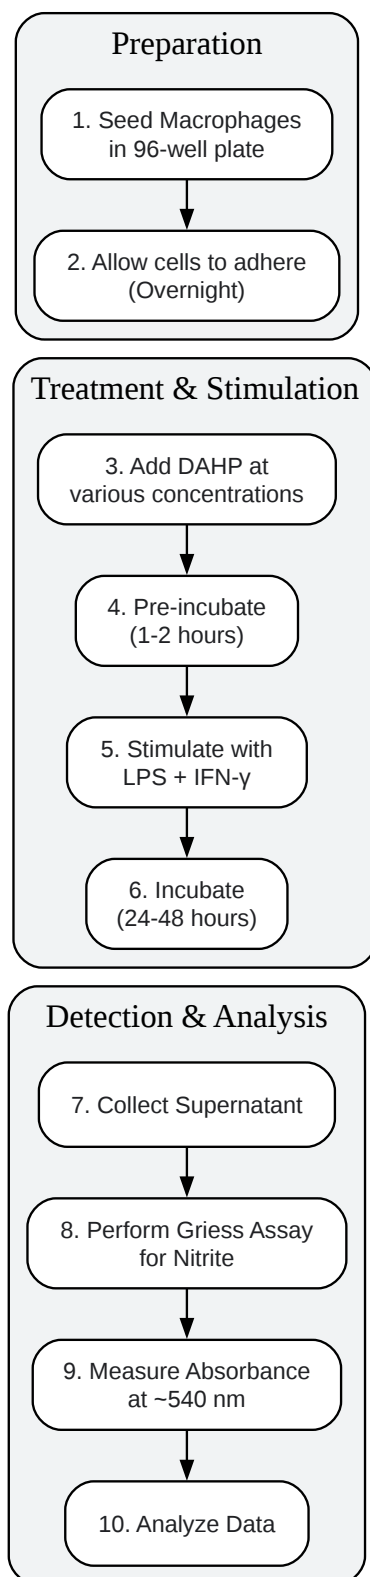 Preparation
1. Seed Macrophages
in 96-well plate
2. Allow cells to adhere
(Overnight)
Treatment & Stimulation
3. Add DAHP at
various concentrations
4. Pre-incubate
(1-2 hours)
5. Stimulate with
LPS + IFN-γ
6. Incubate
(24-48 hours)
Detection & Analysis
7. Collect Supernatant
8. Perform Griess Assay
for Nitrite
9. Measure Absorbance
at ~540 nm
10. Analyze Data